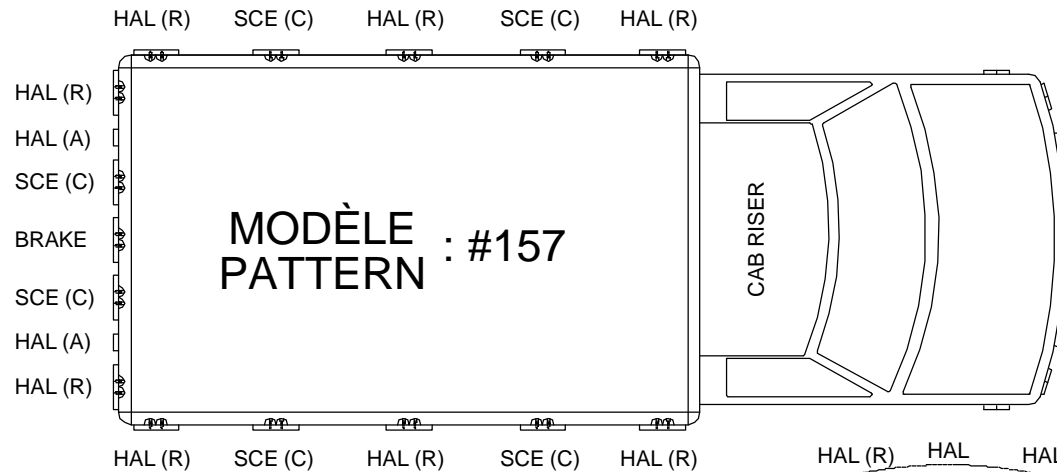 HAL (R) SCE (C) HAL (R) SCE (C) HAL (R)
HAL (R)
HAL (A)
SCE (C)
BRAKE
SCE (C)
HAL (A)
HAL (R)
MODÈLE
PATTERN : #157
CAB RISER
HAL (R) SCE (C) HAL (R) SCE (C) HAL (R)
HAL (R) HAL HAL